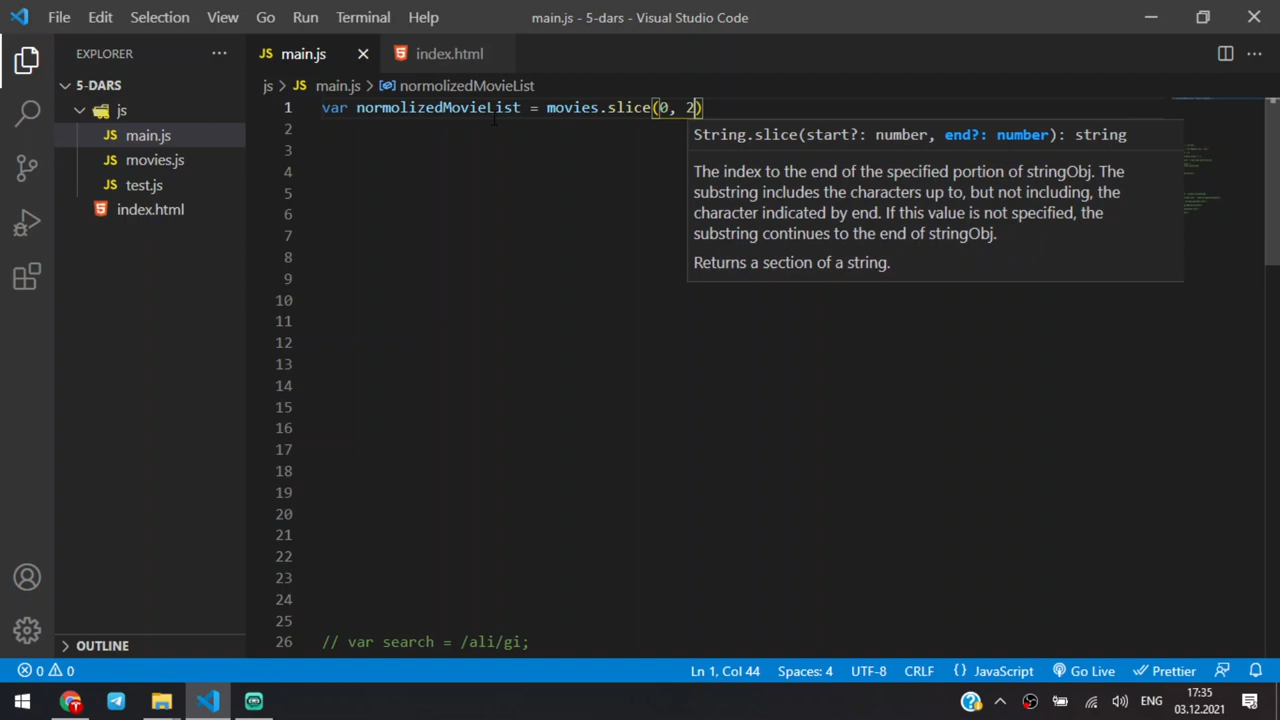 File Edit Selection View Go Run Terminal Help
main.js - 5-dars - Visual Studio Code
EXPLORER
JS main.js
index.html
5-DARS
js > JS main.js > normolizedMovieList
js
JS main.js
JS movies.js
JS test.js
index.html
1 var normolizedMovieList = movies.slice(0, 2)
String.slice(start?: number, end?: number): string
The index to the end of the specified portion of stringObj. The
substring includes the characters up to, but not including, the
character indicated by end. If this value is not specified, the
substring continues to the end of stringObj.
Returns a section of a string.
2
3
4
5
6
7
8
9
10
11
12
13
14
15
16
17
18
19
20
21
22
23
24
25
26 // var search = /ali/gi;
OUTLINE
0 0
Ln 1, Col 44 Spaces: 4 UTF-8 CRLF {} JavaScript Go Live Prettier
ENG
17:35
03.12.2021